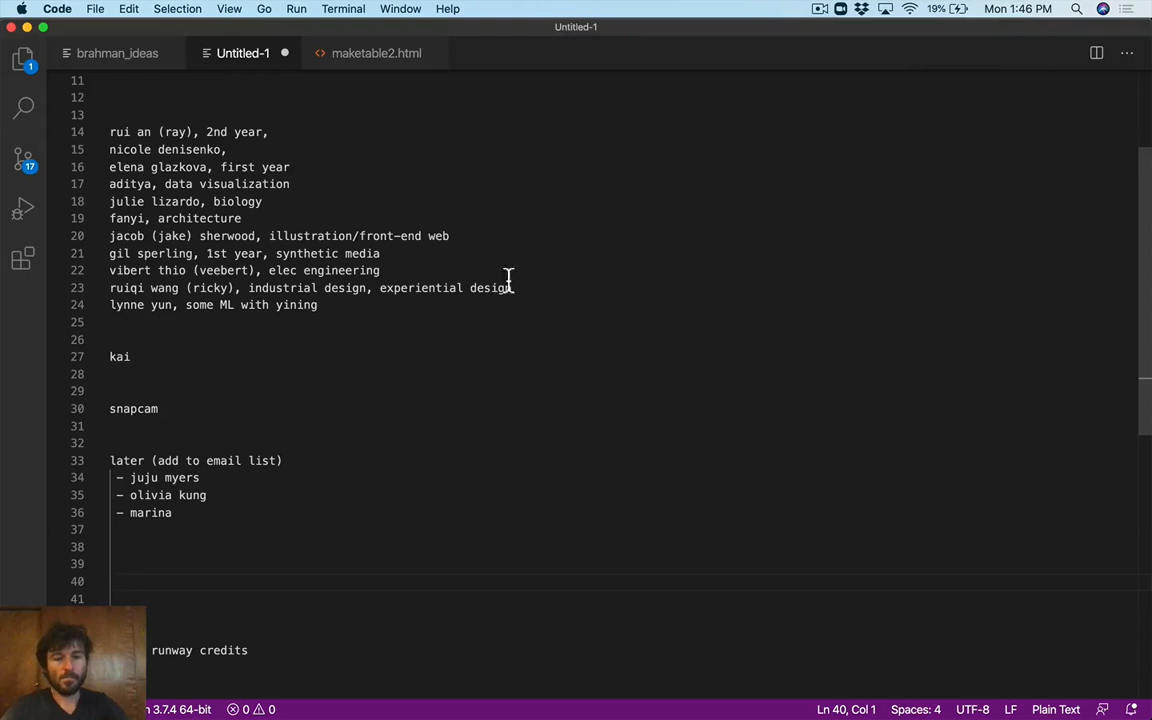 Code File Edit Selection View Go Run Terminal Window Help 19% Mon 1:46 PM
Untitled-1
brahman_ideas Untitled-1 maketable2.html
11
12
13
14 rui an (ray), 2nd year,
15 nicole denisenko,
16 elena glazkova, first year
17 aditya, data visualization
18 julie lizardo, biology
19 fanyi, architecture
20 jacob (jake) sherwood, illustration/front-end web
21 gil sperling, 1st year, synthetic media
22 vibert thio (veebert), elec engineering
23 ruiqi wang (ricky), industrial design, experiential design
24 lynne yun, some ML with yining
25
26
27 kai
28
29
30 snapcam
31
32
33 later (add to email list)
34 - juju myers
35 - olivia kung
36 - marina
37
38
39
40
41
runway credits
1
17
3.7.4 64-bit 0 0 Ln 40, Col 1 Spaces: 4 UTF-8 LF Plain Text